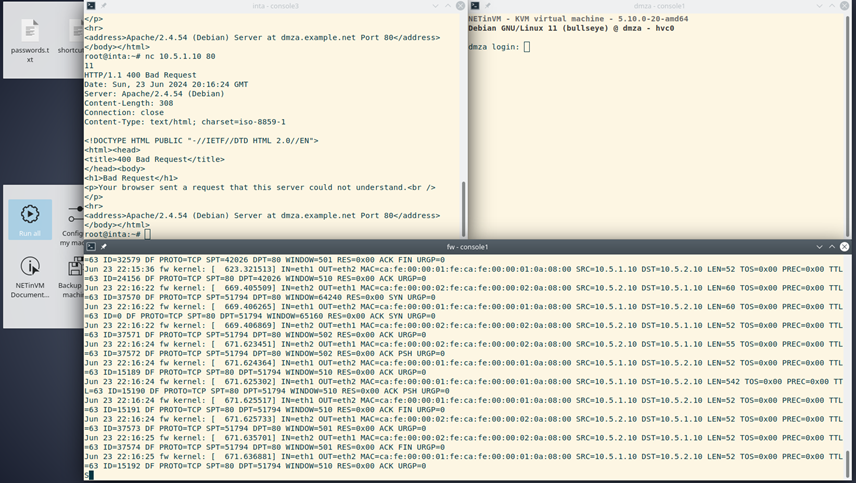 inta - console3
</p>
<hr>
<address>Apache/2.4.54 (Debian) Server at dmza.example.net Port 80</address>
</body></html>
root@inta:~# nc 10.5.1.10 80
11
HTTP/1.1 400 Bad Request
Date: Sun, 23 Jun 2024 20:16:24 GMT
Server: Apache/2.4.54 (Debian)
Content-Length: 308
Connection: close
Content-Type: text/html; charset=iso-8859-1
<!DOCTYPE HTML PUBLIC "-//IETF//DTD HTML 2.0//EN">
<html><head>
<title>400 Bad Request</title>
</head><body>
<h1>Bad Request</h1>
<p>Your browser sent a request that this server could not understand.<br />
</p>
<hr>
<address>Apache/2.4.54 (Debian) Server at dmza.example.net Port 80</address>
</body></html>
root@inta:~#
dmza - console1
NETinVM - KVM virtual machine - 5.10.0-20-amd64
Debian GNU/Linux 11 (bullseye) @ dmza - hvc0
dmza login:
passwords.t
xt
shortcu
Run all
Config
my mac
NETinVM
Document...
Backup
machin
fw - console1
=63 ID=32579 DF PROTO=TCP SPT=42026 DPT=80 WINDOW=501 RES=0x00 ACK FIN URGP=0
Jun 23 22:15:36 fw kernel: [  623.321513] IN=eth1 OUT=eth2 MAC=ca:fe:00:00:01:fe:ca:fe:00:00:01:0a:08:00 SRC=10.5.1.10 DST=10.5.2.10 LEN=52 TOS=0x00 PREC=0x00 TTL
=63 ID=24156 DF PROTO=TCP SPT=80 DPT=42026 WINDOW=510 RES=0x00 ACK URGP=0
Jun 23 22:16:22 fw kernel: [  669.405509] IN=eth2 OUT=eth1 MAC=ca:fe:00:00:02:fe:ca:fe:00:00:02:0a:08:00 SRC=10.5.2.10 DST=10.5.1.10 LEN=60 TOS=0x00 PREC=0x00 TTL
=63 ID=37570 DF PROTO=TCP SPT=51794 DPT=80 WINDOW=64240 RES=0x00 SYN URGP=0
Jun 23 22:16:22 fw kernel: [  669.406265] IN=eth1 OUT=eth2 MAC=ca:fe:00:00:01:fe:ca:fe:00:00:01:0a:08:00 SRC=10.5.1.10 DST=10.5.2.10 LEN=60 TOS=0x00 PREC=0x00 TTL
=63 ID=0 DF PROTO=TCP SPT=80 DPT=51794 WINDOW=65160 RES=0x00 ACK SYN URGP=0
Jun 23 22:16:22 fw kernel: [  669.406869] IN=eth2 OUT=eth1 MAC=ca:fe:00:00:02:fe:ca:fe:00:00:02:0a:08:00 SRC=10.5.2.10 DST=10.5.1.10 LEN=52 TOS=0x00 PREC=0x00 TTL
=63 ID=37571 DF PROTO=TCP SPT=51794 DPT=80 WINDOW=502 RES=0x00 ACK URGP=0
Jun 23 22:16:24 fw kernel: [  671.623451] IN=eth2 OUT=eth1 MAC=ca:fe:00:00:02:fe:ca:fe:00:00:02:0a:08:00 SRC=10.5.2.10 DST=10.5.1.10 LEN=55 TOS=0x00 PREC=0x00 TTL
=63 ID=37572 DF PROTO=TCP SPT=51794 DPT=80 WINDOW=502 RES=0x00 ACK PSH URGP=0
Jun 23 22:16:24 fw kernel: [  671.624364] IN=eth1 OUT=eth2 MAC=ca:fe:00:00:01:fe:ca:fe:00:00:01:0a:08:00 SRC=10.5.1.10 DST=10.5.2.10 LEN=52 TOS=0x00 PREC=0x00 TTL
=63 ID=15189 DF PROTO=TCP SPT=80 DPT=51794 WINDOW=510 RES=0x00 ACK URGP=0
Jun 23 22:16:24 fw kernel: [  671.625302] IN=eth1 OUT=eth2 MAC=ca:fe:00:00:01:fe:ca:fe:00:00:01:0a:08:00 SRC=10.5.1.10 DST=10.5.2.10 LEN=542 TOS=0x00 PREC=0x00 TT
L=63 ID=15190 DF PROTO=TCP SPT=80 DPT=51794 WINDOW=510 RES=0x00 ACK PSH URGP=0
Jun 23 22:16:24 fw kernel: [  671.625517] IN=eth1 OUT=eth2 MAC=ca:fe:00:00:01:fe:ca:fe:00:00:01:0a:08:00 SRC=10.5.1.10 DST=10.5.2.10 LEN=52 TOS=0x00 PREC=0x00 TTL
=63 ID=15191 DF PROTO=TCP SPT=80 DPT=51794 WINDOW=510 RES=0x00 ACK FIN URGP=0
Jun 23 22:16:24 fw kernel: [  671.625733] IN=eth2 OUT=eth1 MAC=ca:fe:00:00:02:fe:ca:fe:00:00:02:0a:08:00 SRC=10.5.2.10 DST=10.5.1.10 LEN=52 TOS=0x00 PREC=0x00 TTL
=63 ID=37573 DF PROTO=TCP SPT=51794 DPT=80 WINDOW=501 RES=0x00 ACK URGP=0
Jun 23 22:16:25 fw kernel: [  671.635701] IN=eth2 OUT=eth1 MAC=ca:fe:00:00:02:fe:ca:fe:00:00:02:0a:08:00 SRC=10.5.2.10 DST=10.5.1.10 LEN=52 TOS=0x00 PREC=0x00 TTL
=63 ID=37574 DF PROTO=TCP SPT=51794 DPT=80 WINDOW=501 RES=0x00 ACK FIN URGP=0
Jun 23 22:16:25 fw kernel: [  671.636881] IN=eth1 OUT=eth2 MAC=ca:fe:00:00:01:fe:ca:fe:00:00:01:0a:08:00 SRC=10.5.1.10 DST=10.5.2.10 LEN=52 TOS=0x00 PREC=0x00 TTL
=63 ID=15192 DF PROTO=TCP SPT=80 DPT=51794 WINDOW=510 RES=0x00 ACK URGP=0
S